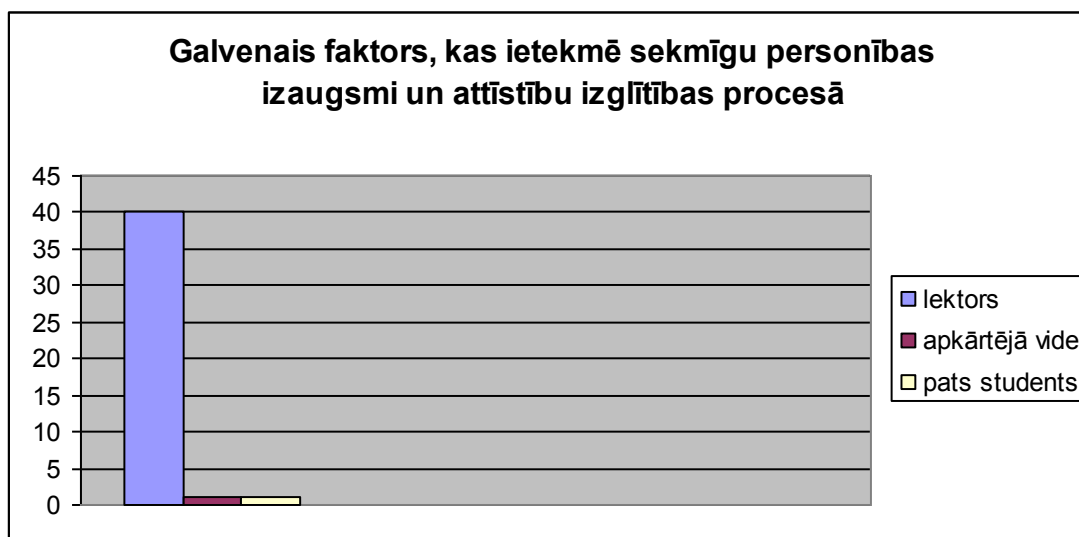 Galvenais faktors, kas ietekmē sekmīgu personības
izaugsmi un attīstību izglītības procesā
45
40
35
30
25
20
15
10
5
0
lektors
apkārtējā vide
pats students